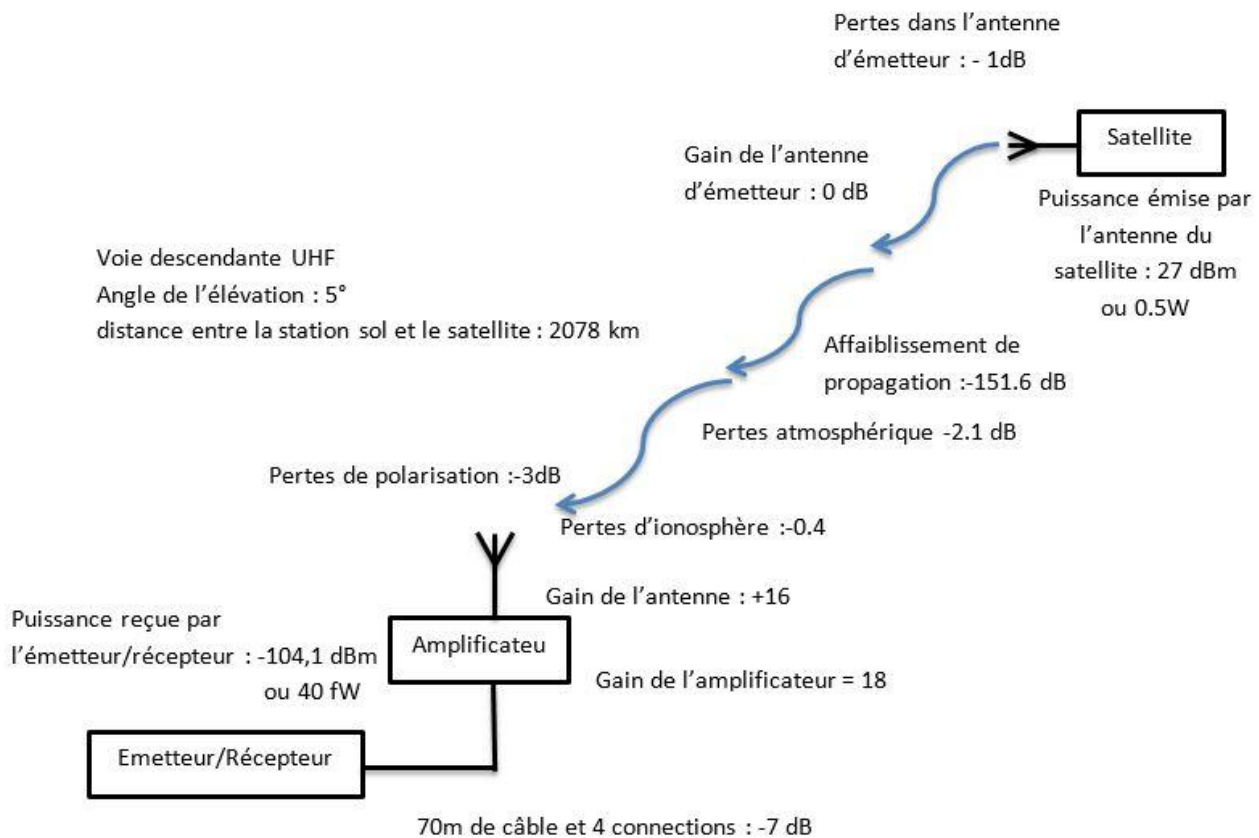 Pertes dans l'antenne
d'émetteur : - 1dB
Satellite
Gain de l'antenne
d'émetteur : 0 dB
Puissance émise par
l'antenne du
satellite : 27 dBm
ou 0.5W
Voie descendante UHF
Angle de l'élévation : 5°
distance entre la station sol et le satellite : 2078 km
Affaiblissement de
propagation :-151.6 dB
Pertes atmosphérique -2.1 dB
Pertes de polarisation :-3dB
Pertes d'ionosphère :-0.4
Gain de l'antenne : +16
Puissance reçue par
l'émetteur/récepteur : -104,1 dBm
ou 40 fW
Amplificateu
Gain de l'amplificateur = 18
Emetteur/Récepteur
70m de câble et 4 connections : -7 dB